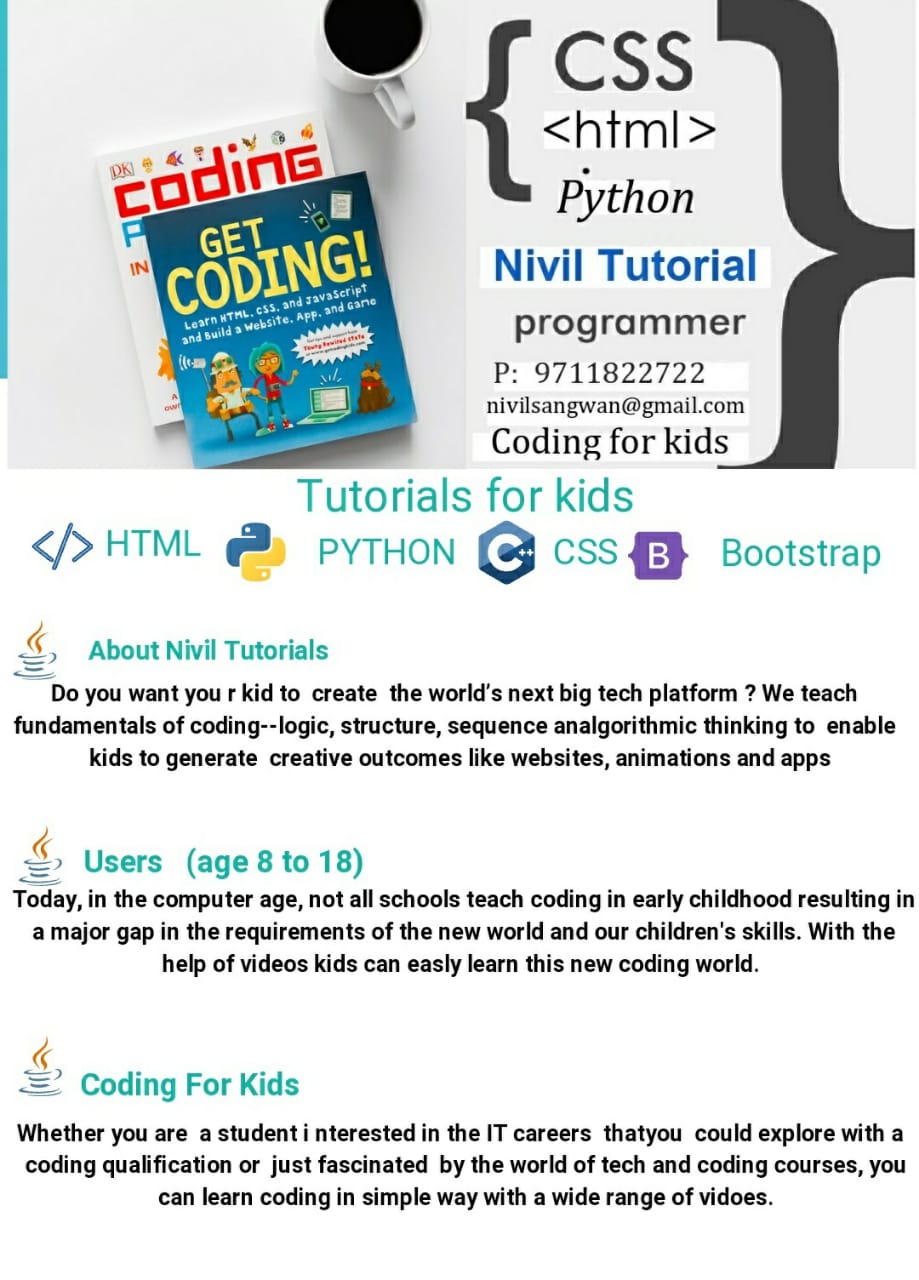 DK
coding
P
IN
GET
CODING!
Learn HTML, CSS, and JavaScript
and Build a Website, App, and Game
Young Rewired State
A
own
{ CSS }
<html>
Python
Nivil Tutorial
programmer
P: 9711822722
nivilsangwan@gmail.com
Coding for kids
Tutorials for kids
</> HTML PYTHON C++ CSS B Bootstrap
About Nivil Tutorials
Do you want you r kid to create the world’s next big tech platform ? We teach
fundamentals of coding--logic, structure, sequence analgorithmic thinking to enable
kids to generate creative outcomes like websites, animations and apps
Users (age 8 to 18)
Today, in the computer age, not all schools teach coding in early childhood resulting in
a major gap in the requirements of the new world and our children's skills. With the
help of videos kids can easly learn this new coding world.
Coding For Kids
Whether you are a student i nterested in the IT careers thatyou could explore with a
coding qualification or just fascinated by the world of tech and coding courses, you
can learn coding in simple way with a wide range of vidoes.